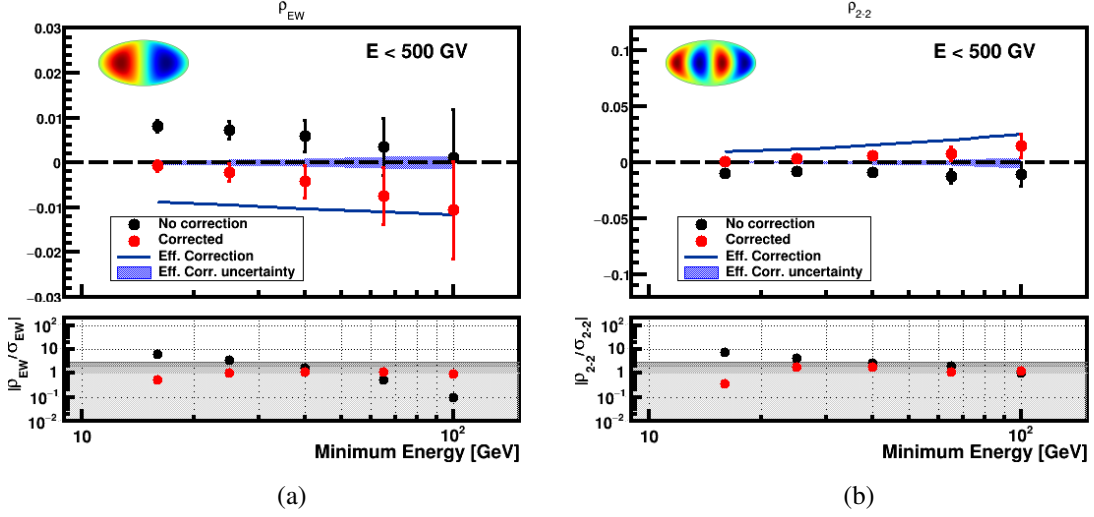 ρ_EW
0.03
0.02
0.01
0
−0.01
−0.02
−0.03
E < 500 GV
No correction
Corrected
Eff. Correction
Eff. Corr. uncertainty
|ρ_EW/σ_EW|
10²
10
1
10⁻¹
10⁻²
10
10²
Minimum Energy [GeV]
(a)
ρ_2-2
0.1
0.05
0
−0.05
−0.1
E < 500 GV
No correction
Corrected
Eff. Correction
Eff. Corr. uncertainty
|ρ_2-2/σ_2-2|
10²
10
1
10⁻¹
10⁻²
10
10²
Minimum Energy [GeV]
(b)